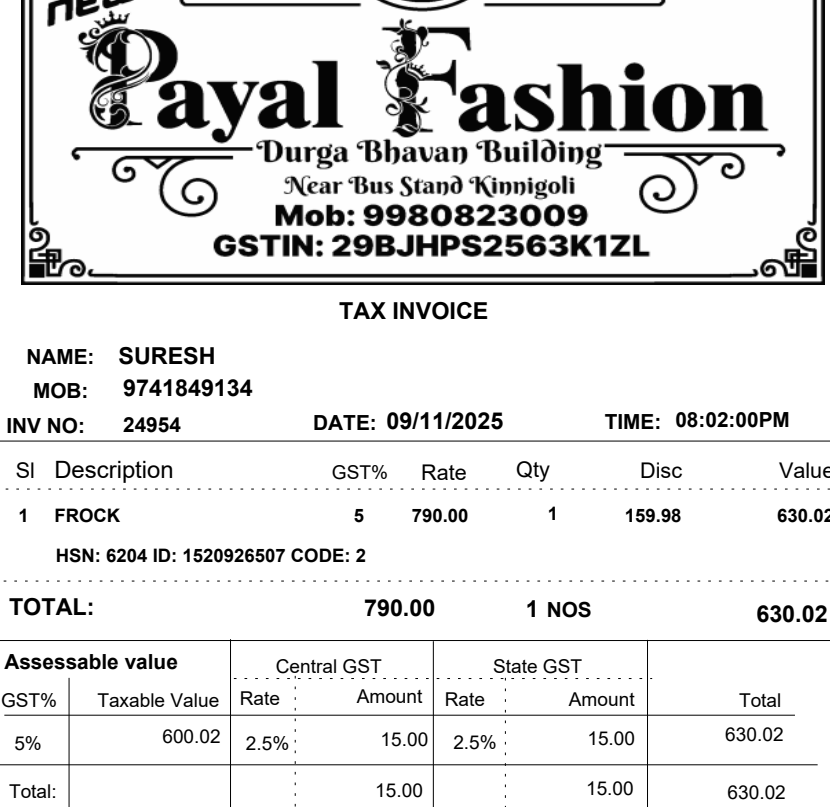 new
Payal Fashion
Durga Bhavan Building
Near Bus Stand Kinnigoli
Mob: 9980823009
GSTIN: 29BJHPS2563K1ZL
TAX INVOICE
NAME: SURESH
MOB: 9741849134
INV NO: 24954 DATE: 09/11/2025 TIME: 08:02:00PM
Sl Description GST% Rate Qty Disc Value
1 FROCK 5 790.00 1 159.98 630.02
HSN: 6204 ID: 1520926507 CODE: 2
TOTAL: 790.00 1 NOS 630.02
Assessable value Central GST State GST
GST% Taxable Value Rate Amount Rate Amount Total
5% 600.02 2.5% 15.00 2.5% 15.00 630.02
Total: 15.00 15.00 630.02